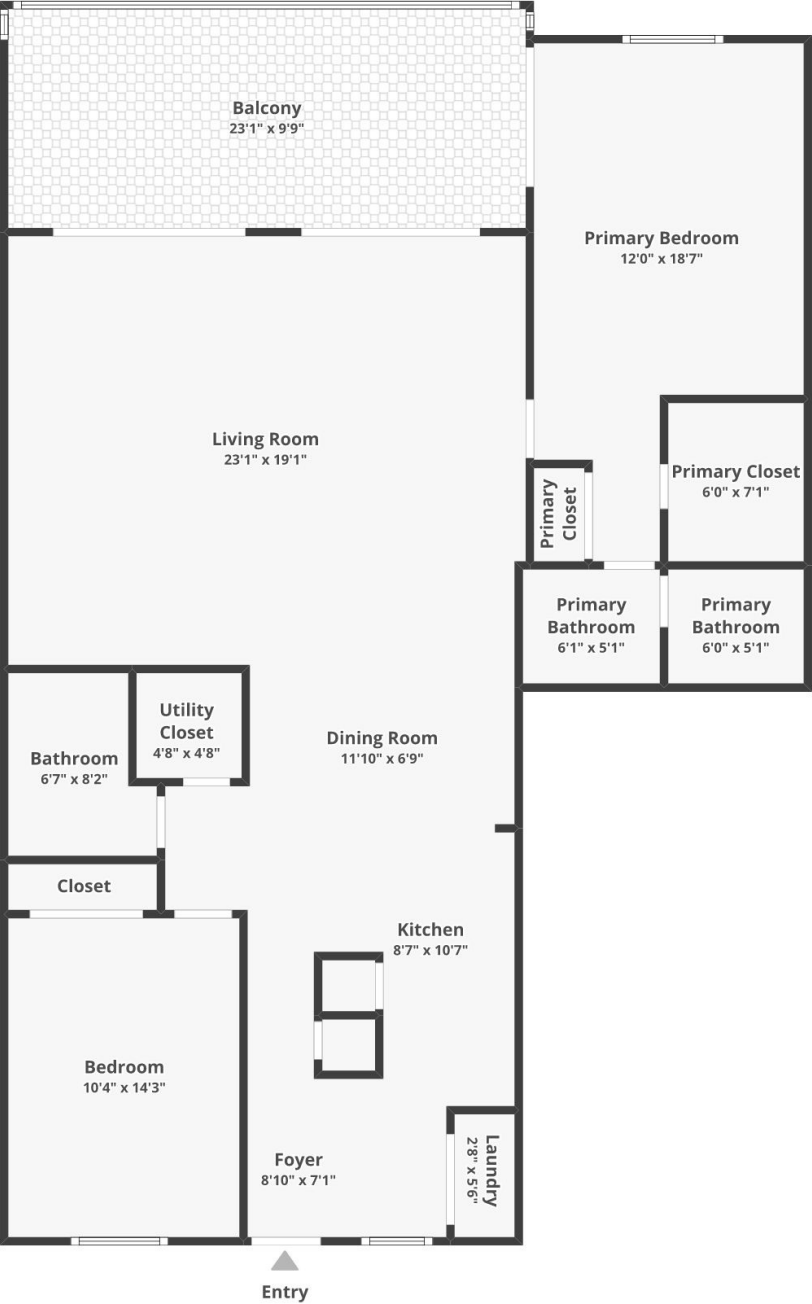 Balcony
23'1" x 9'9"
Primary Bedroom
12'0" x 18'7"
Living Room
23'1" x 19'1"
Primary Closet
6'0" x 7'1"
Primary
Closet
Primary
Bathroom
6'1" x 5'1"
Primary
Bathroom
6'0" x 5'1"
Utility
Closet
4'8" x 4'8"
Bathroom
6'7" x 8'2"
Dining Room
11'10" x 6'9"
Closet
Kitchen
8'7" x 10'7"
Bedroom
10'4" x 14'3"
Foyer
8'10" x 7'1"
Laundry
2'8" x 5'6"
Entry